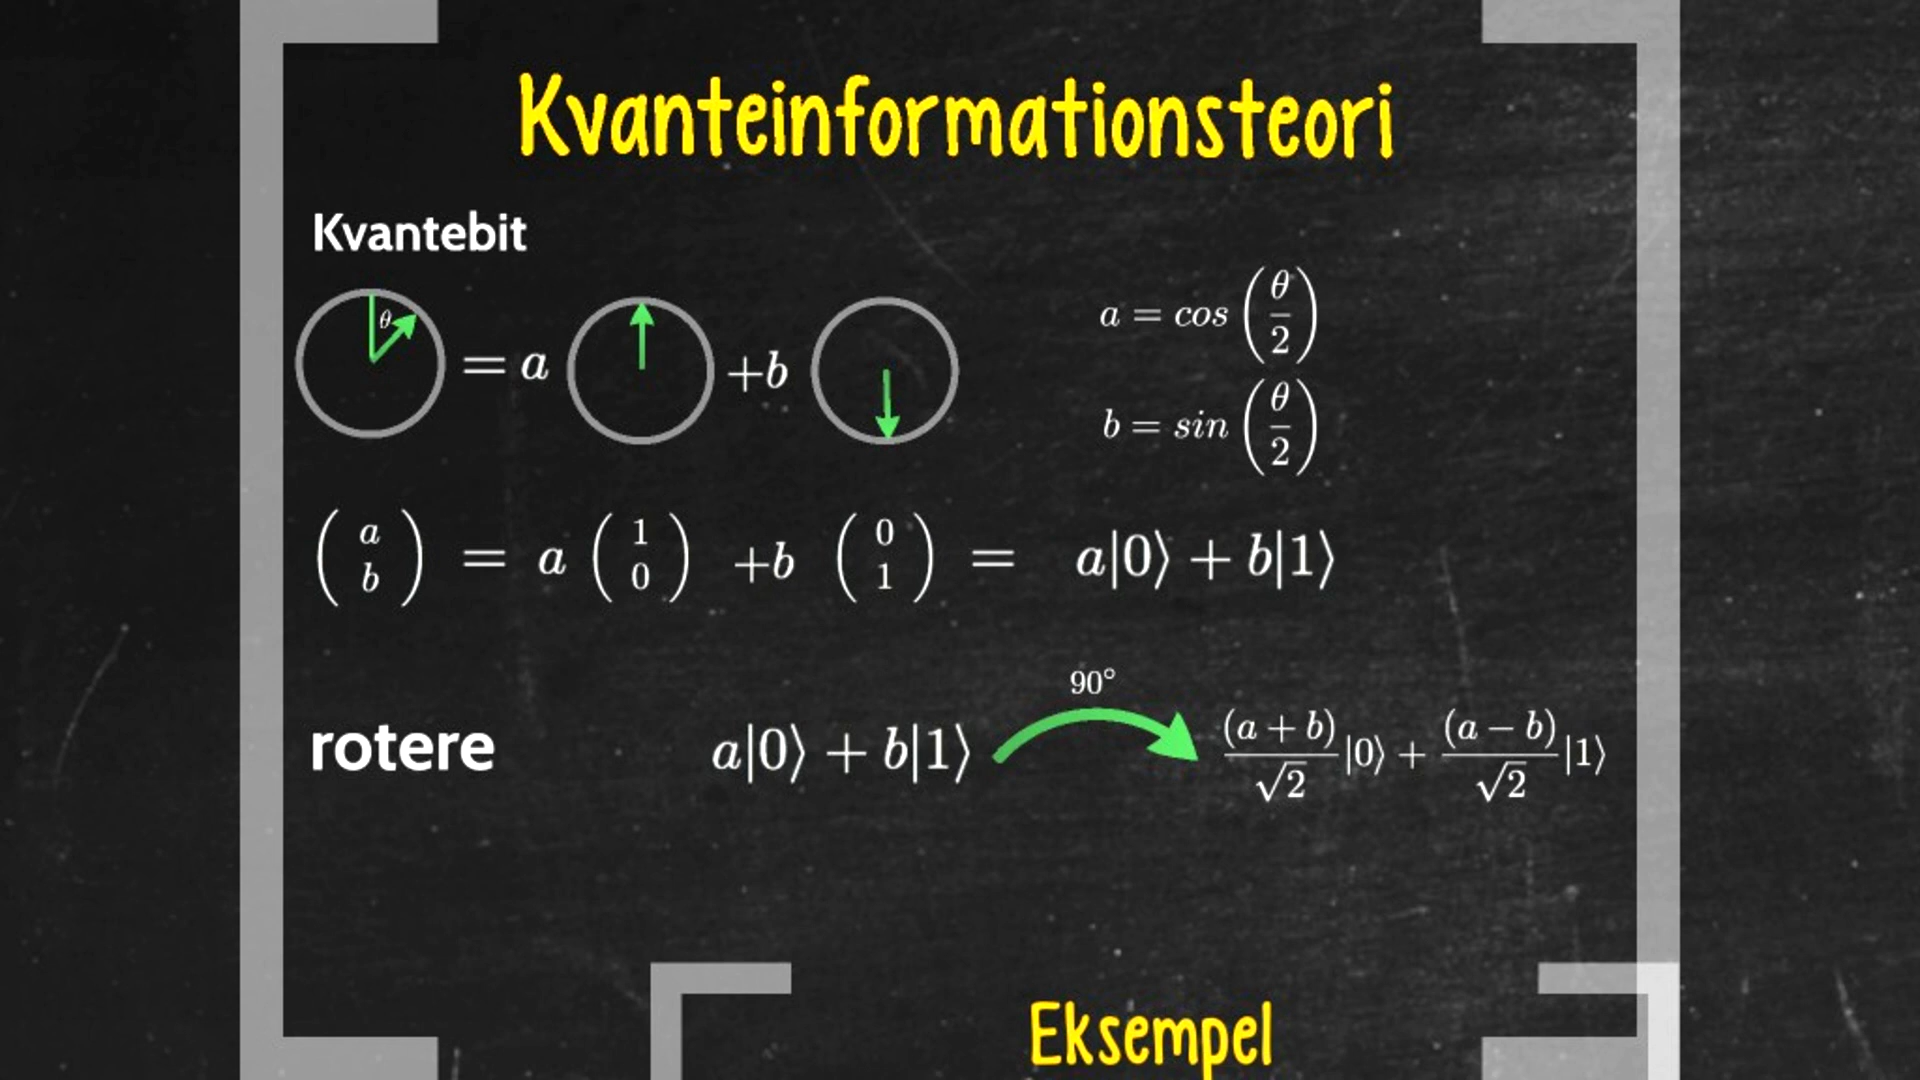 Kvanteinformationsteori
Kvantebit
θ = a +b
a = cos (θ/2)
b = sin (θ/2)
(a b) = a (1 0) +b (0 1) = a|0⟩ + b|1⟩
90°
rotere a|0⟩ + b|1⟩ (a + b)/√2 |0⟩ + (a − b)/√2 |1⟩
Eksempel